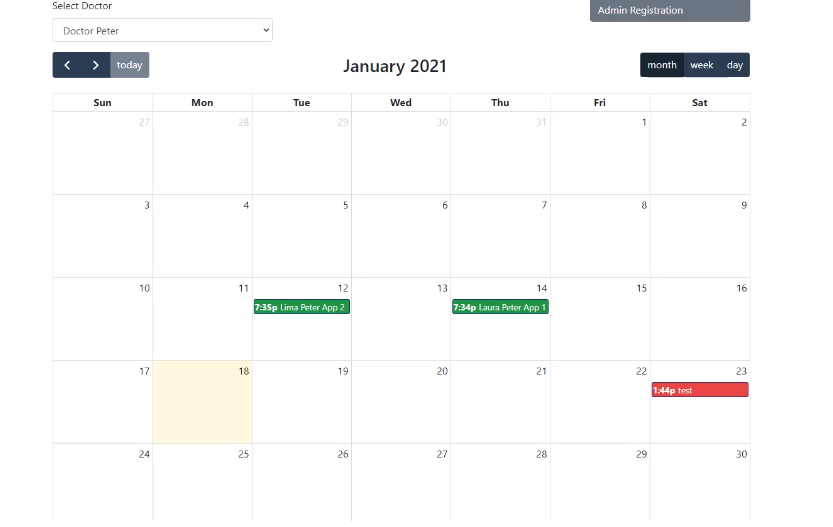 Select Doctor
Admin Registration
Doctor Peter
today
January 2021
month week day
Sun Mon Tue Wed Thu Fri Sat
27 28 29 30 31 1 2
3 4 5 6 7 8 9
10 11 12 13 14 15 16
7:35p Lima Peter App 2 7:34p Laura Peter App 1
17 18 19 20 21 22 23
1:44p test
24 25 26 27 28 29 30